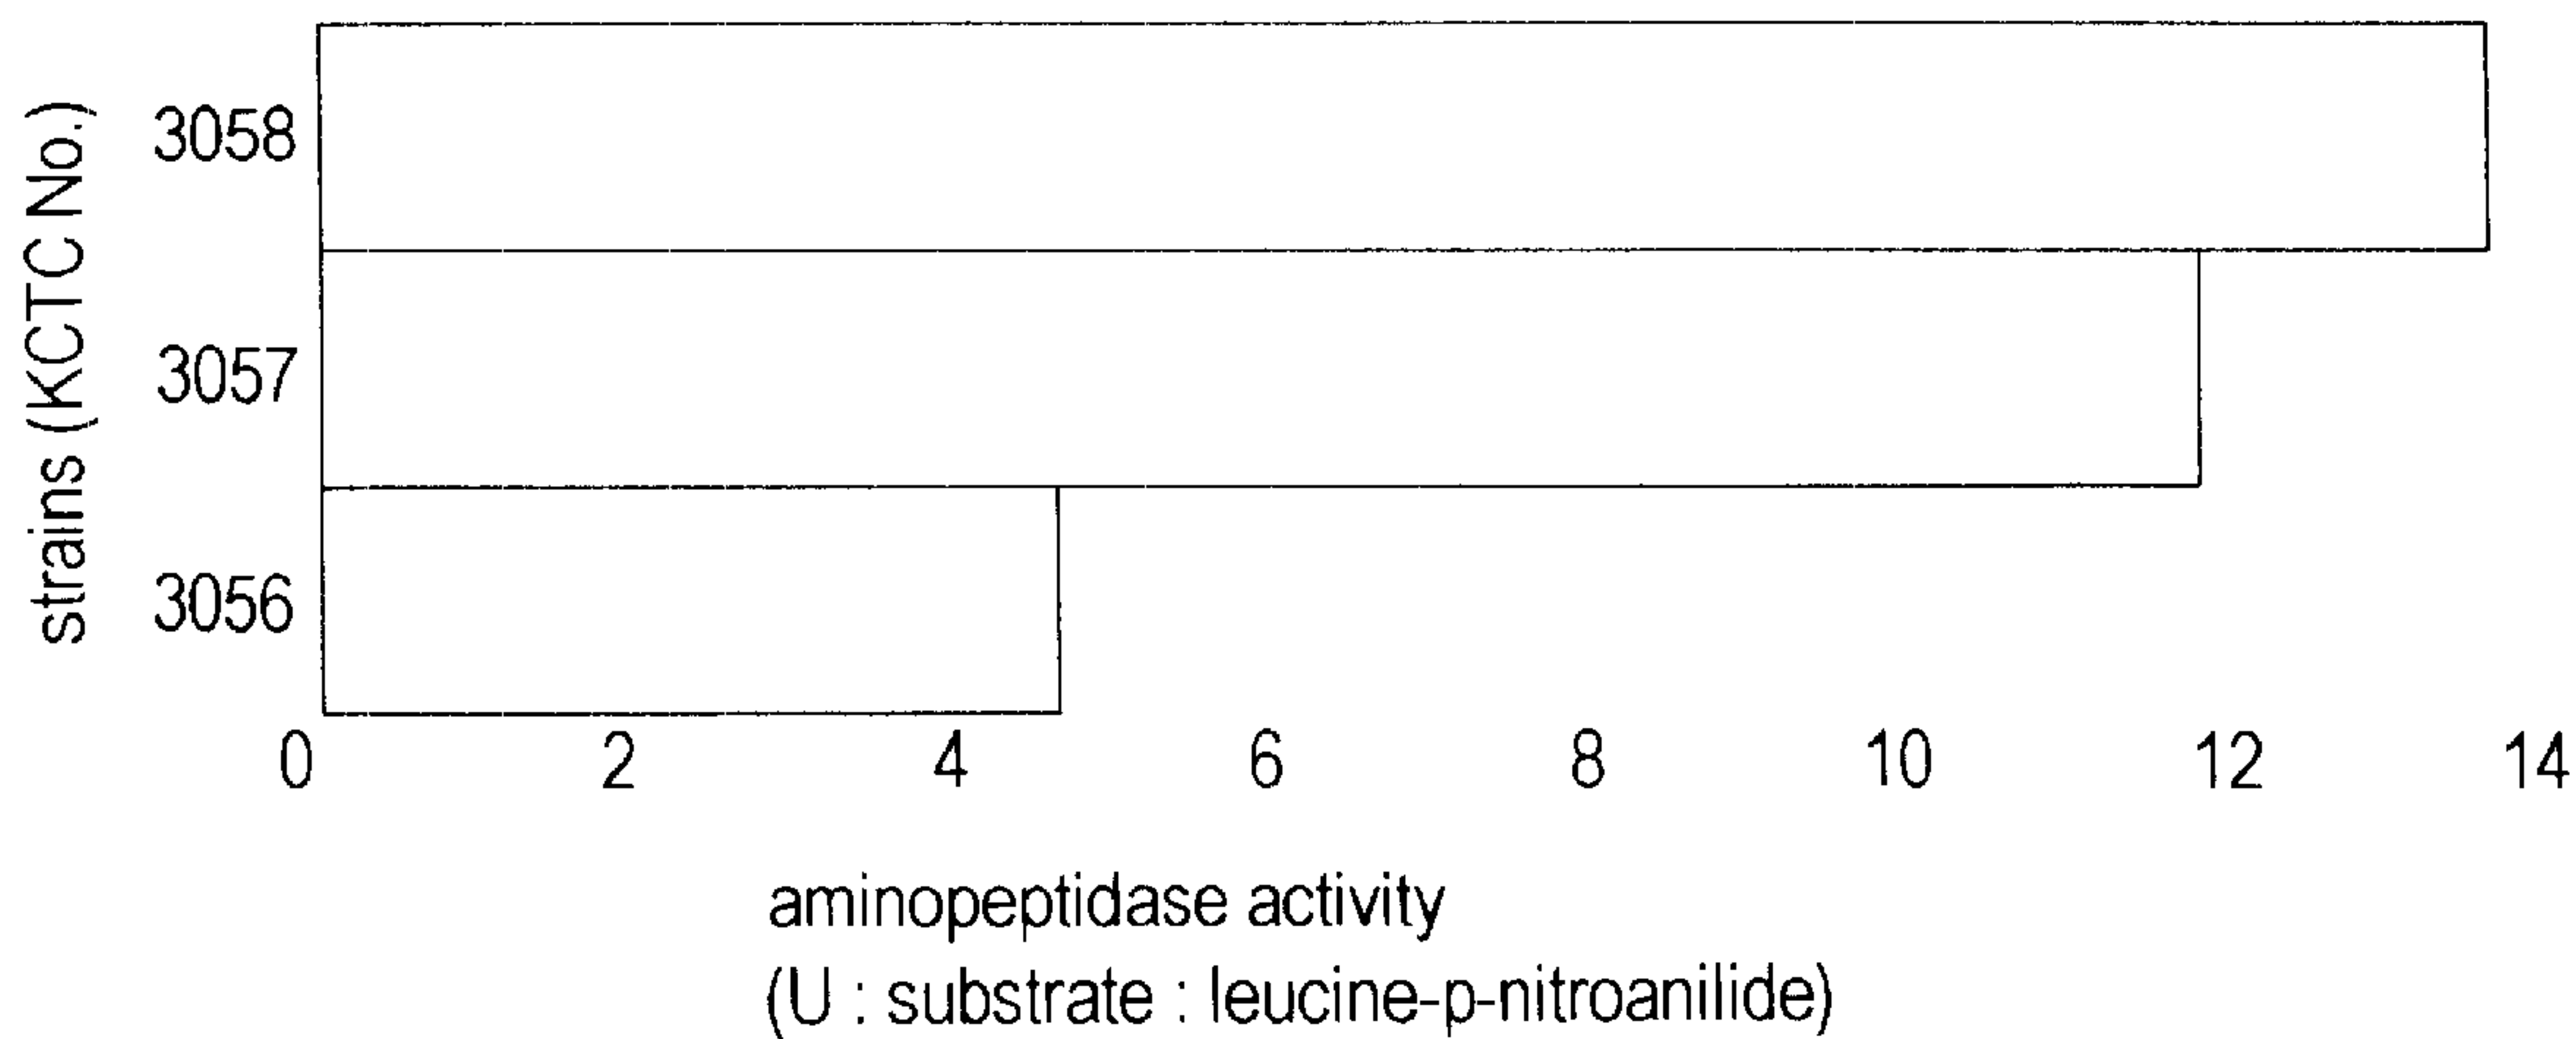 strains (KCTC No.)
3058
3057
3056
0 2 4 6 8 10 12 14
aminopeptidase activity
(U : substrate : leucine-p-nitroanilide)